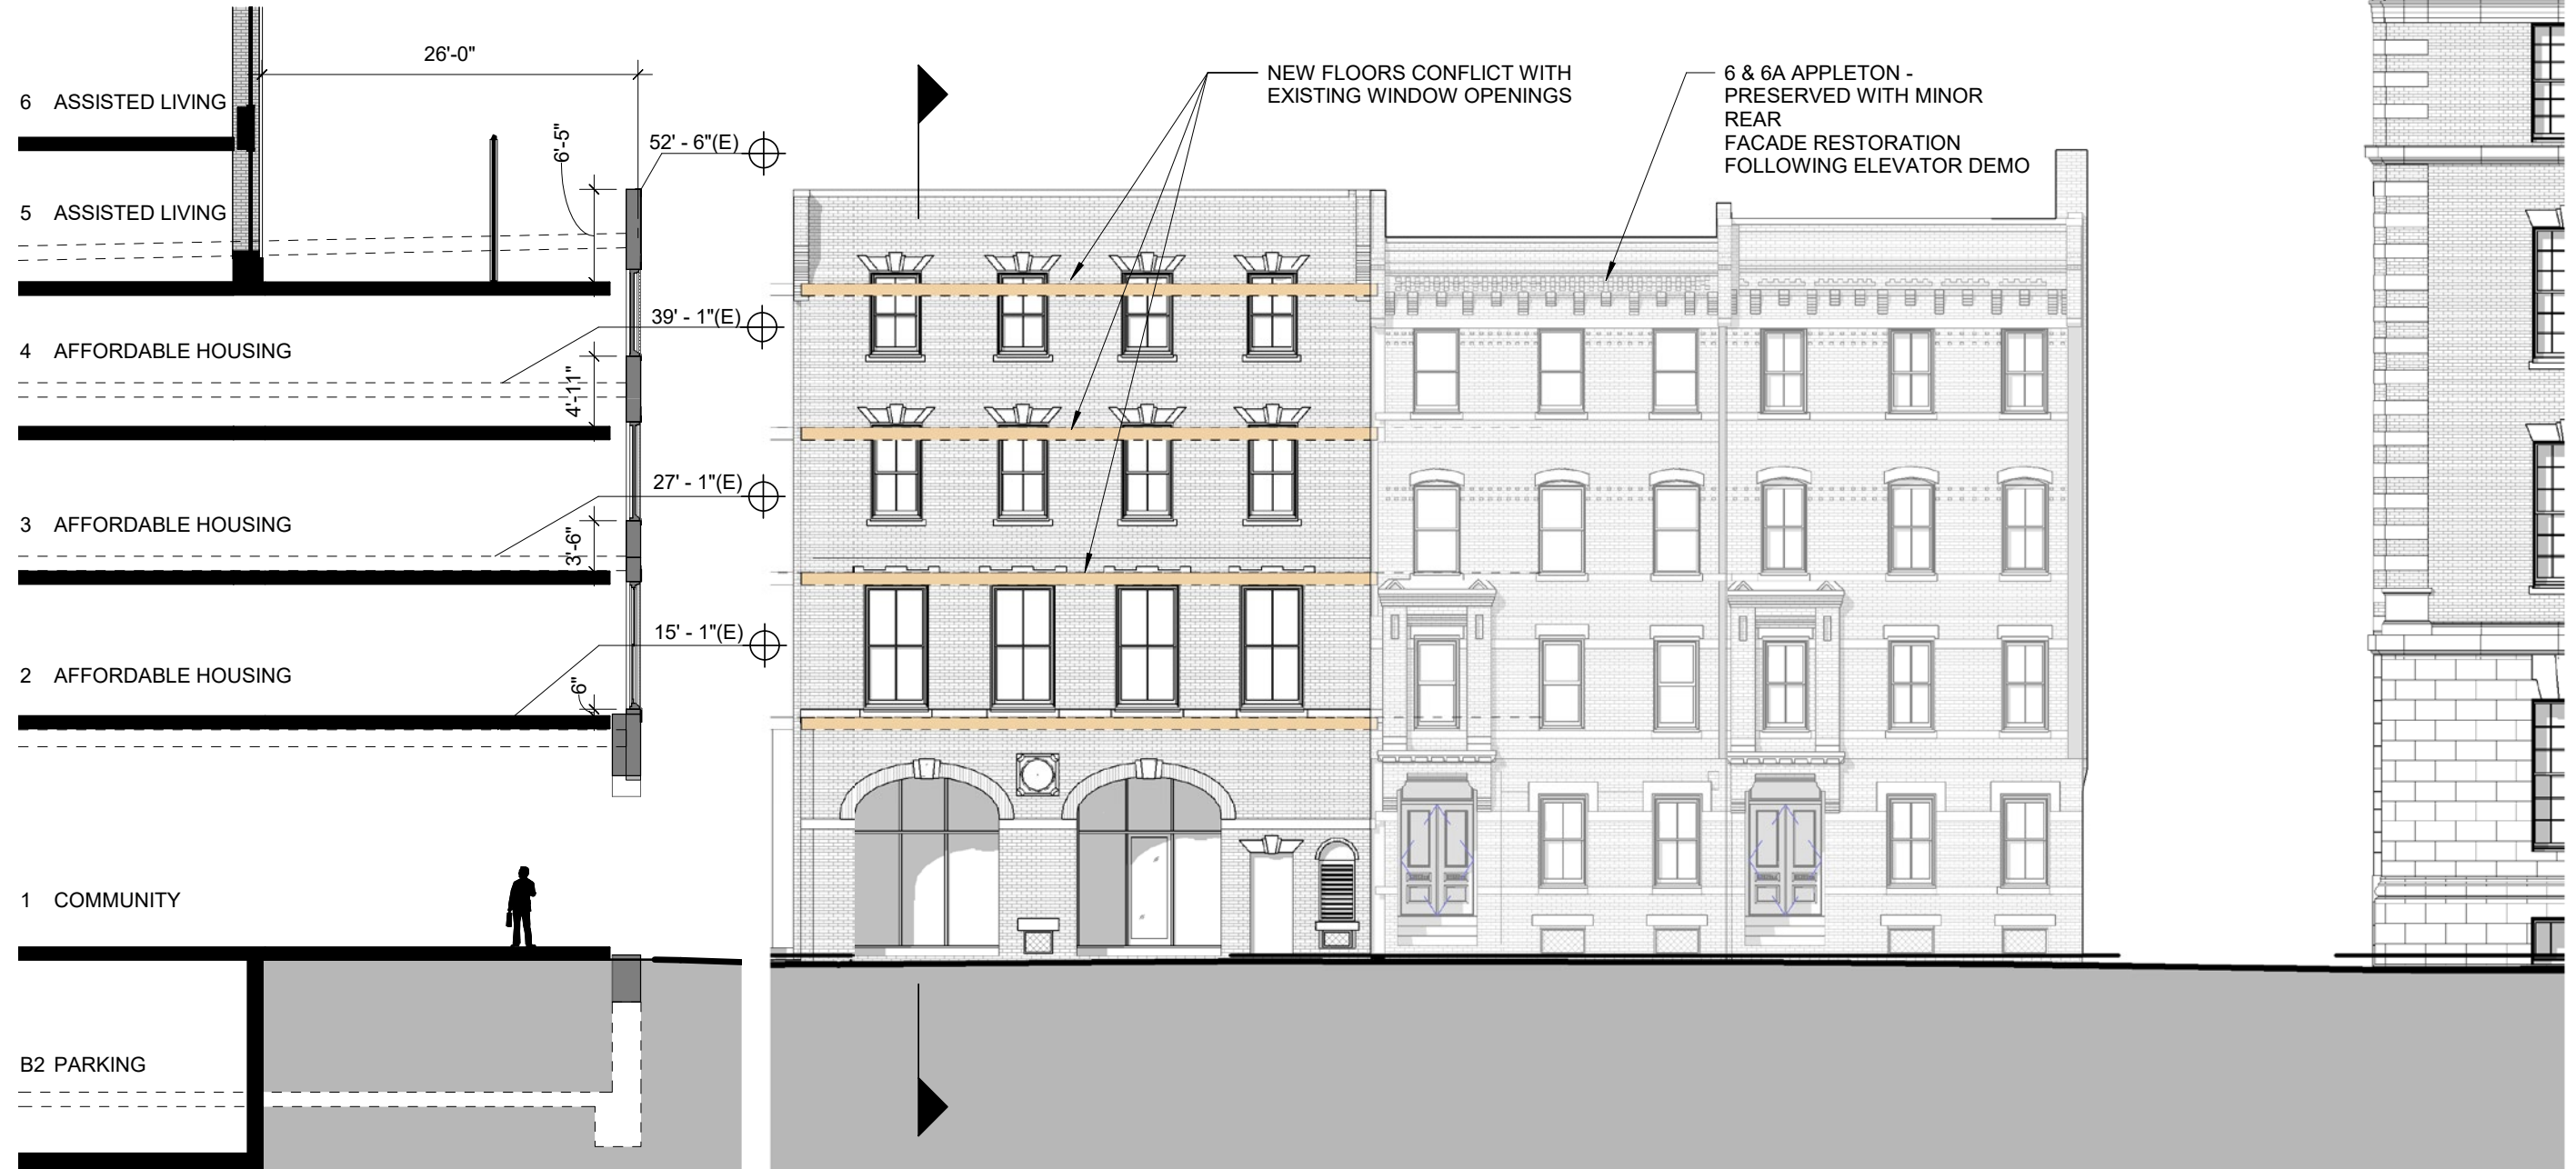 26'-0"
6 ASSISTED LIVING
5 ASSISTED LIVING
6'-5"
52' - 6"(E)
39' - 1"(E)
4 AFFORDABLE HOUSING
4'-11"
27' - 1"(E)
3 AFFORDABLE HOUSING
3'-6"
15' - 1"(E)
2 AFFORDABLE HOUSING
6"
1 COMMUNITY
B2 PARKING
NEW FLOORS CONFLICT WITH
EXISTING WINDOW OPENINGS
6 & 6A APPLETON -
PRESERVED WITH MINOR
REAR
FACADE RESTORATION
FOLLOWING ELEVATOR DEMO